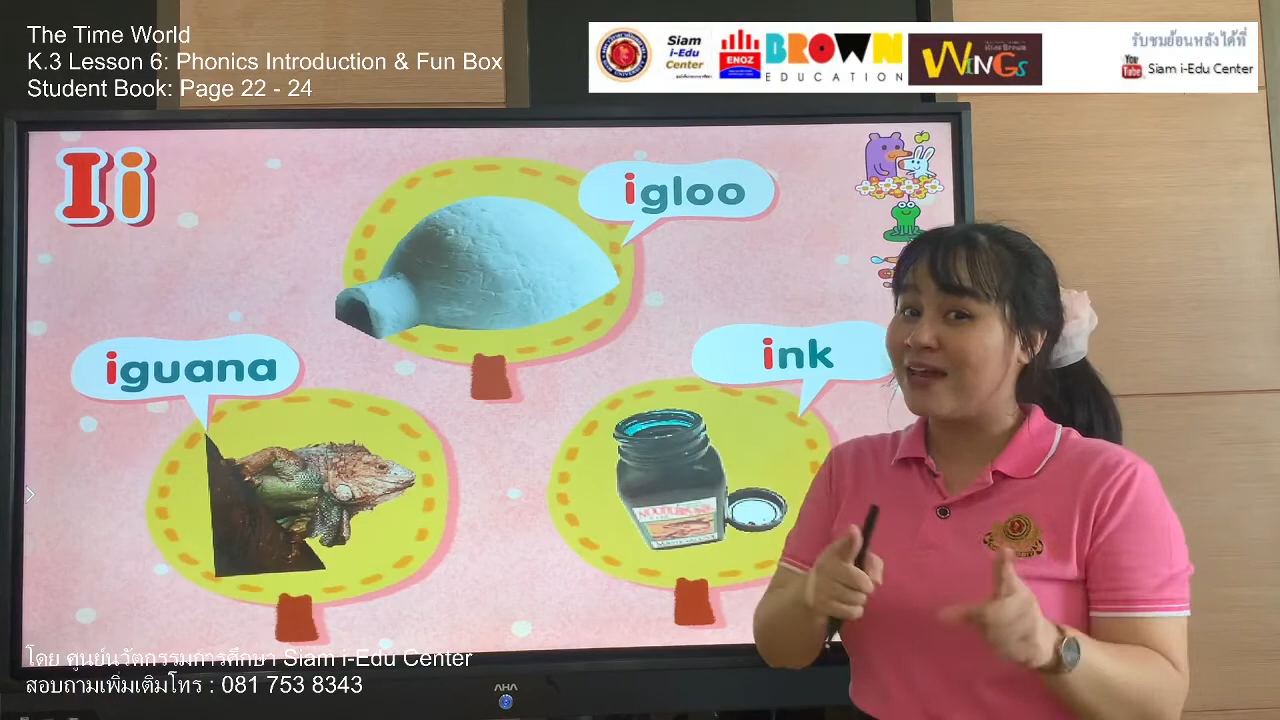 The Time World
K.3 Lesson 6: Phonics Introduction & Fun Box
Student Book: Page 22 - 24
Siam
i-Edu
Center
ENOZ
BROWN
EDUCATION
WINGS
รับชมย้อนหลังได้ที่
You Tube Siam i-Edu Center
I i
igloo
iguana
ink
โดย ศูนย์นวัตกรรมการศึกษา Siam i-Edu Center
สอบถามเพิ่มเติมโทร : 081 753 8343
AHA